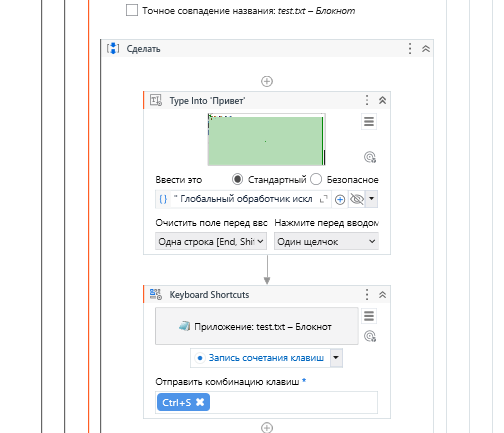 Точное совпадение названия: test.txt – Блокнот
Сделать
Type Into 'Привет'
Ввести это
Стандартный
Безопасное
" Глобальный обработчик искл
Очистить поле перед ввс
Нажмите перед вводом
Одна строка [End, Shi
Один щелчок
Keyboard Shortcuts
Приложение: test.txt – Блокнот
Запись сочетания клавиш
Отправить комбинацию клавиш *
Ctrl+S